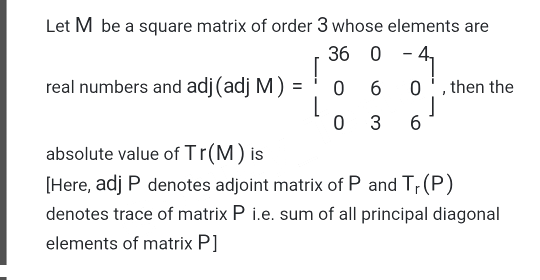 Let M be a square matrix of order 3 whose elements are
real numbers and adj(adj M) = [ 36 0 - 4
0 6 0
0 3 6 ] , then the
absolute value of Tr(M) is
[Here, adj P denotes adjoint matrix of P and Tᵣ(P)
denotes trace of matrix P i.e. sum of all principal diagonal
elements of matrix P]